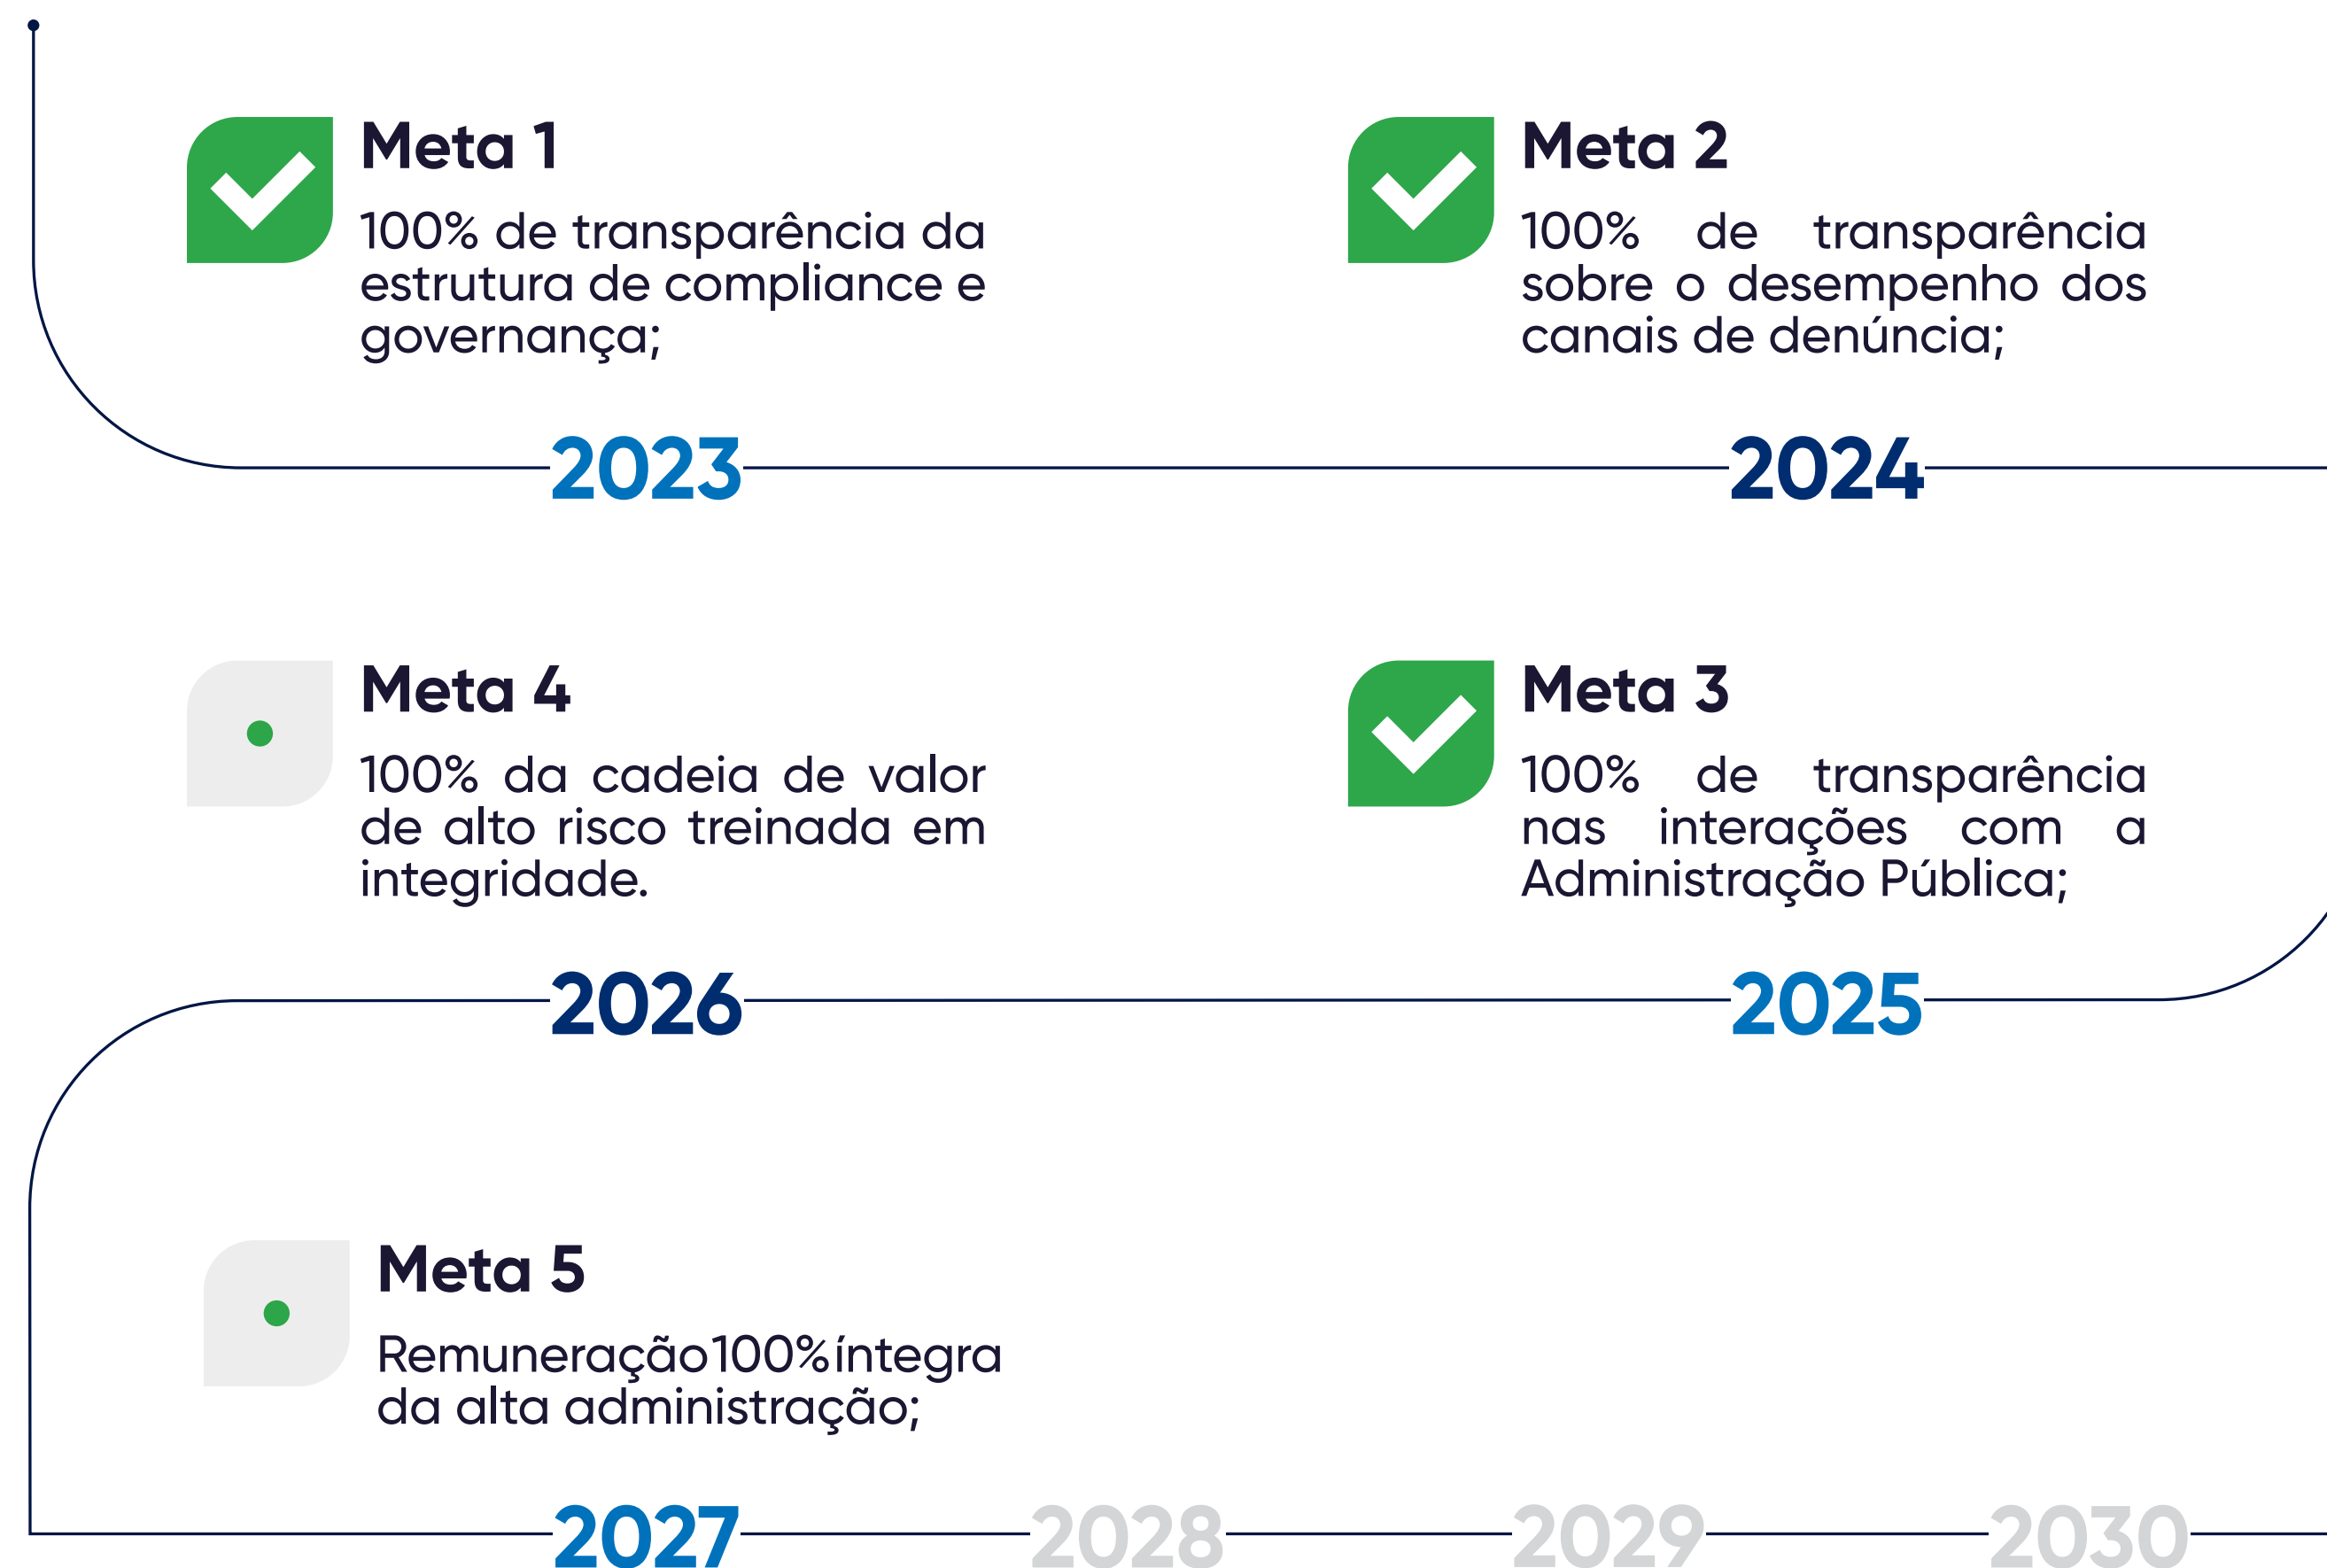 Meta 1
100% de tansparência da
estrutura de compliance e
governança;
2023
Meta 2
100% de transparência
sobre o desempenho dos
canais de denúncia;
2024
Meta 4
100% da cadeia de valor
de alto risco treinada em
integridade.
2026
Meta 3
100% de transparência
nas interações com a
Administração Pública;
2025
Meta 5
Remuneração100%íntegra
da alta administração;
2027
2028
2029
2030